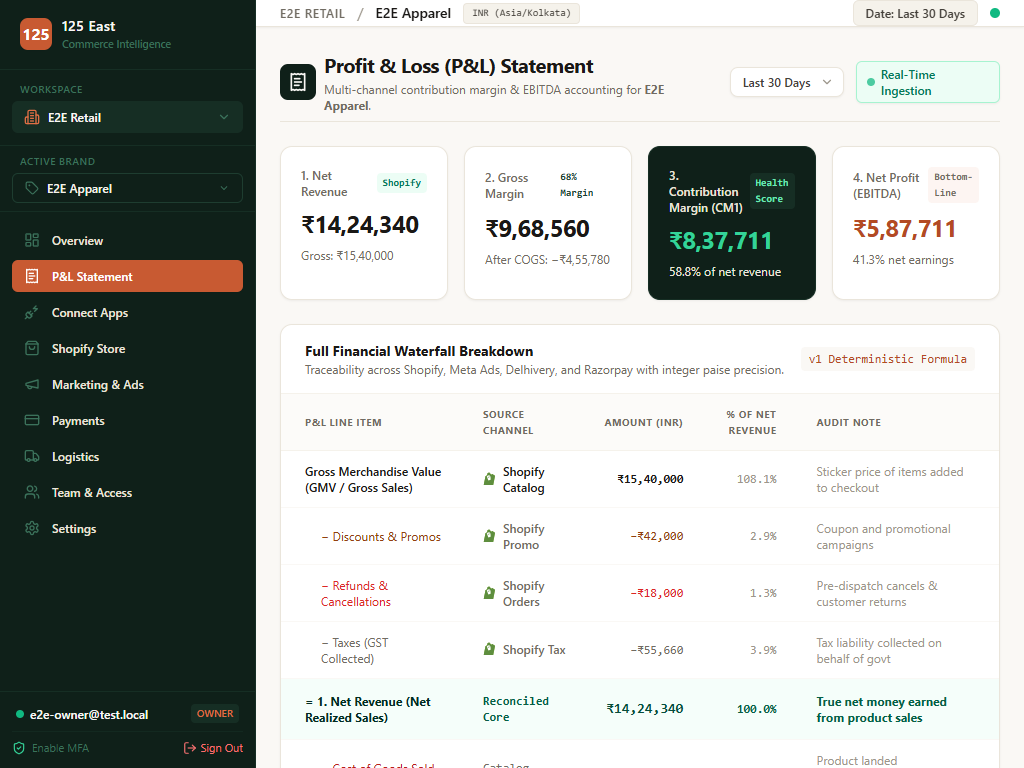 125
125 East
Commerce Intelligence
WORKSPACE
E2E Retail
ACTIVE BRAND
E2E Apparel
Overview
P&L Statement
Connect Apps
Shopify Store
Marketing & Ads
Payments
Logistics
Team & Access
Settings
e2e-owner@test.local
OWNER
Enable MFA
Sign Out
E2E RETAIL / E2E Apparel INR (Asia/Kolkata)
Date: Last 30 Days
Profit & Loss (P&L) Statement
Multi-channel contribution margin & EBITDA accounting for E2E
Apparel.
Last 30 Days
Real-Time
Ingestion
1. Net
Revenue
Shopify
₹14,24,340
Gross: ₹15,40,000
2. Gross
Margin
68%
Margin
₹9,68,560
After COGS: −₹4,55,780
3.
Contribution
Margin (CM1)
Health
Score
₹8,37,711
58.8% of net revenue
4. Net Profit
(EBITDA)
Bottom-
Line
₹5,87,711
41.3% net earnings
Full Financial Waterfall Breakdown
Traceability across Shopify, Meta Ads, Delhivery, and Razorpay with integer paise precision.
v1 Deterministic Formula
P&L LINE ITEM
SOURCE
CHANNEL
AMOUNT (INR)
% OF NET
REVENUE
AUDIT NOTE
Gross Merchandise Value
(GMV / Gross Sales)
Shopify
Catalog
₹15,40,000
108.1%
Sticker price of items added
to checkout
− Discounts & Promos
Shopify
Promo
−₹42,000
2.9%
Coupon and promotional
campaigns
− Refunds &
Cancellations
Shopify
Orders
−₹18,000
1.3%
Pre-dispatch cancels &
customer returns
− Taxes (GST
Collected)
Shopify Tax
−₹55,660
3.9%
Tax liability collected on
behalf of govt
= 1. Net Revenue (Net
Realized Sales)
Reconciled
Core
₹14,24,340
100.0%
True net money earned
from product sales
Cost of Goods Sold
Catalog
Product landed